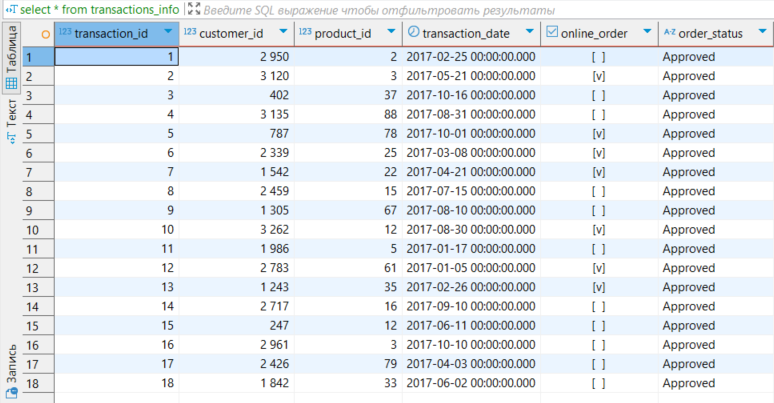 select * from transactions_info Введите SQL выражение чтобы отфильтровать результаты
Таблица
Текст
Запись
123 transaction_id 123 customer_id 123 product_id transaction_date online_order A-Z order_status
1 1 2 950 2 2017-02-25 00:00:00.000 [ ] Approved
2 2 3 120 3 2017-05-21 00:00:00.000 [v] Approved
3 3 402 37 2017-10-16 00:00:00.000 [ ] Approved
4 4 3 135 88 2017-08-31 00:00:00.000 [ ] Approved
5 5 787 78 2017-10-01 00:00:00.000 [v] Approved
6 6 2 339 25 2017-03-08 00:00:00.000 [v] Approved
7 7 1 542 22 2017-04-21 00:00:00.000 [v] Approved
8 8 2 459 15 2017-07-15 00:00:00.000 [ ] Approved
9 9 1 305 67 2017-08-10 00:00:00.000 [ ] Approved
10 10 3 262 12 2017-08-30 00:00:00.000 [v] Approved
11 11 1 986 5 2017-01-17 00:00:00.000 [ ] Approved
12 12 2 783 61 2017-01-05 00:00:00.000 [v] Approved
13 13 1 243 35 2017-02-26 00:00:00.000 [v] Approved
14 14 2 717 16 2017-09-10 00:00:00.000 [ ] Approved
15 15 247 12 2017-06-11 00:00:00.000 [ ] Approved
16 16 2 961 3 2017-10-10 00:00:00.000 [ ] Approved
17 17 2 426 79 2017-04-03 00:00:00.000 [ ] Approved
18 18 1 842 33 2017-06-02 00:00:00.000 [ ] Approved